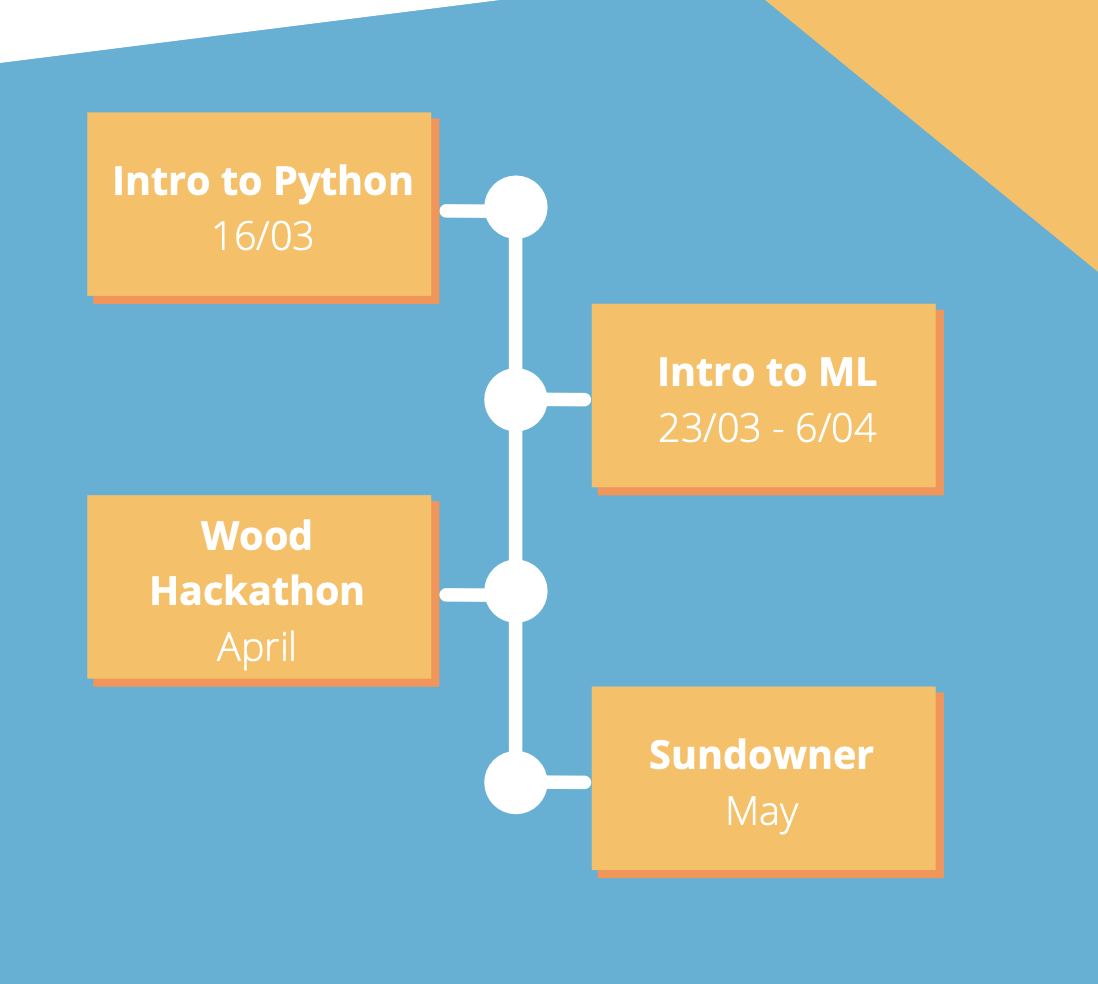 Intro to Python
16/03
Intro to ML
23/03 - 6/04
Wood
Hackathon
April
Sundowner
May